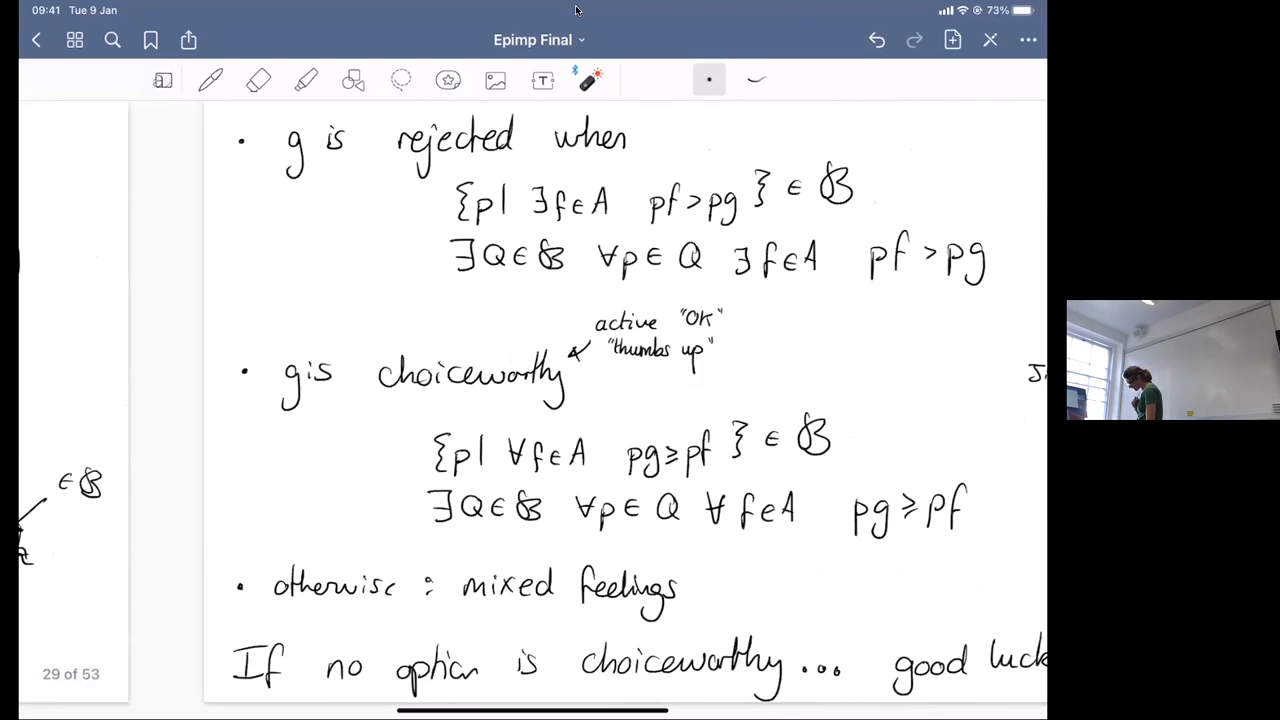 09:41 Tue 9 Jan
73%
Epimp Final
• g is rejected when
{p| ∃f∈A pf>pg} ∈ ℬ
∃Q∈ℬ ∀p∈Q ∃f∈A pf>pg
active "OK"
"thumbs up"
• g is choiceworthy
{p| ∀f∈A pg≥pf} ∈ ℬ
∃Q∈ℬ ∀p∈Q ∀f∈A pg≥pf
∈ ℬ
• otherwise : mixed feelings
If no option is choiceworthy... good luck
29 of 53